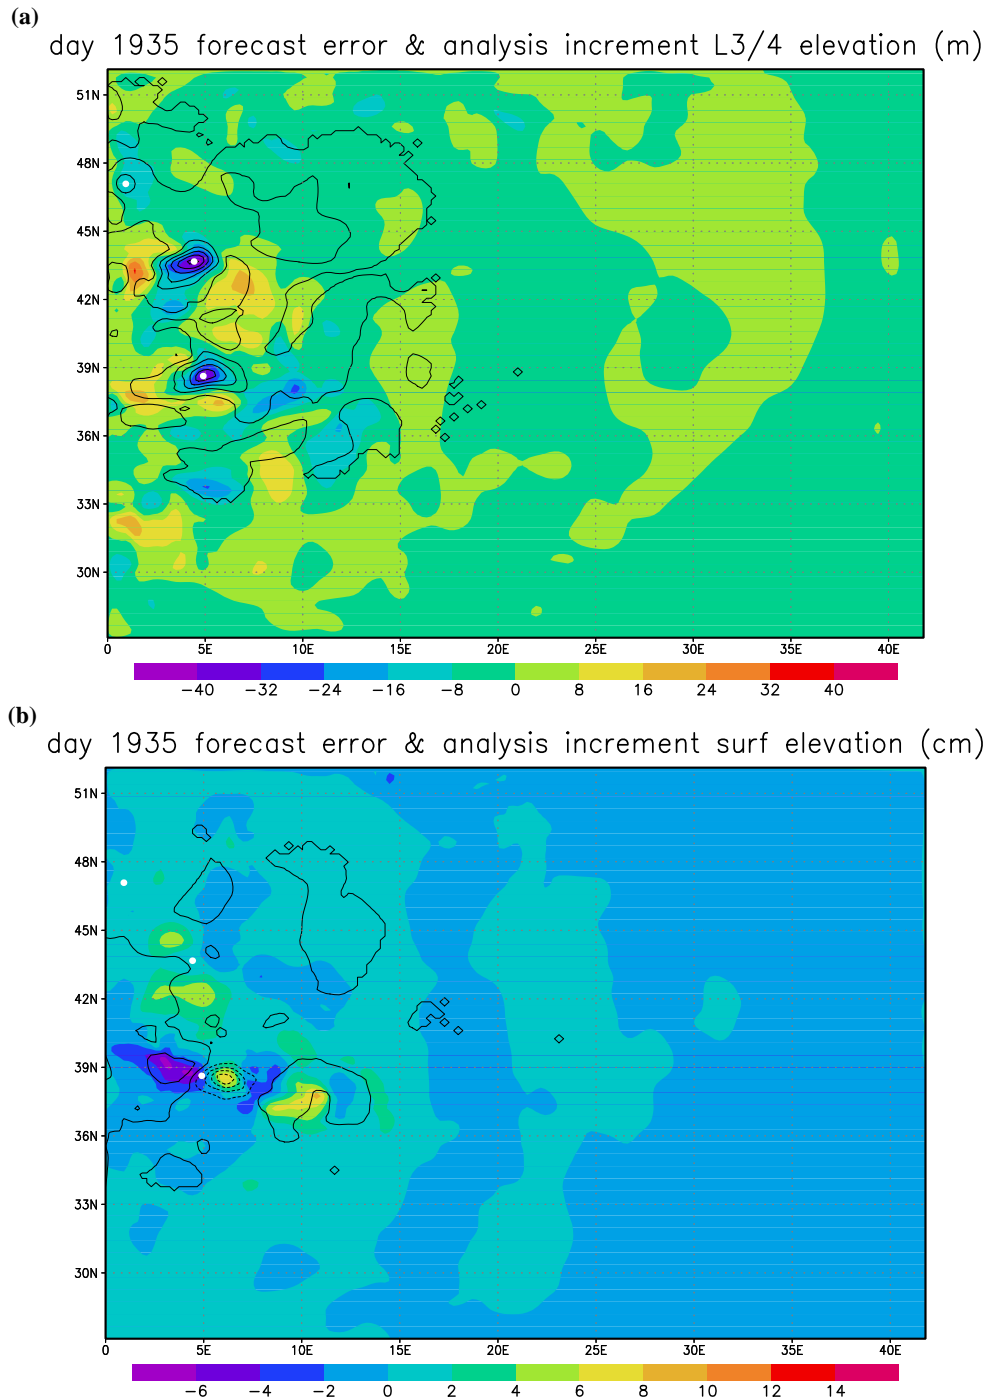 (a)
day 1935 forecast error & analysis increment L3/4 elevation (m)
51N
48N
45N
42N
39N
36N
33N
30N
0 5E 10E 15E 20E 25E 30E 35E 40E
−40 −32 −24 −16 −8 0 8 16 24 32 40
(b)
day 1935 forecast error & analysis increment surf elevation (cm)
51N
48N
45N
42N
39N
36N
33N
30N
0 5E 10E 15E 20E 25E 30E 35E 40E
−6 −4 −2 0 2 4 6 8 10 12 14